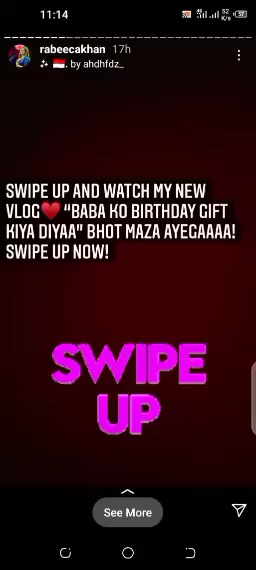 11:14
rabeecakhan 17h
by ahdhfdz_
SWIPE UP AND WATCH MY NEW
VLOG♥️ "BABA KO BIRTHDAY GIFT
KIYA DIYAA" BHOT MAZA AYEGAAAA!
SWIPE UP NOW!
SWIPE
UP
See More